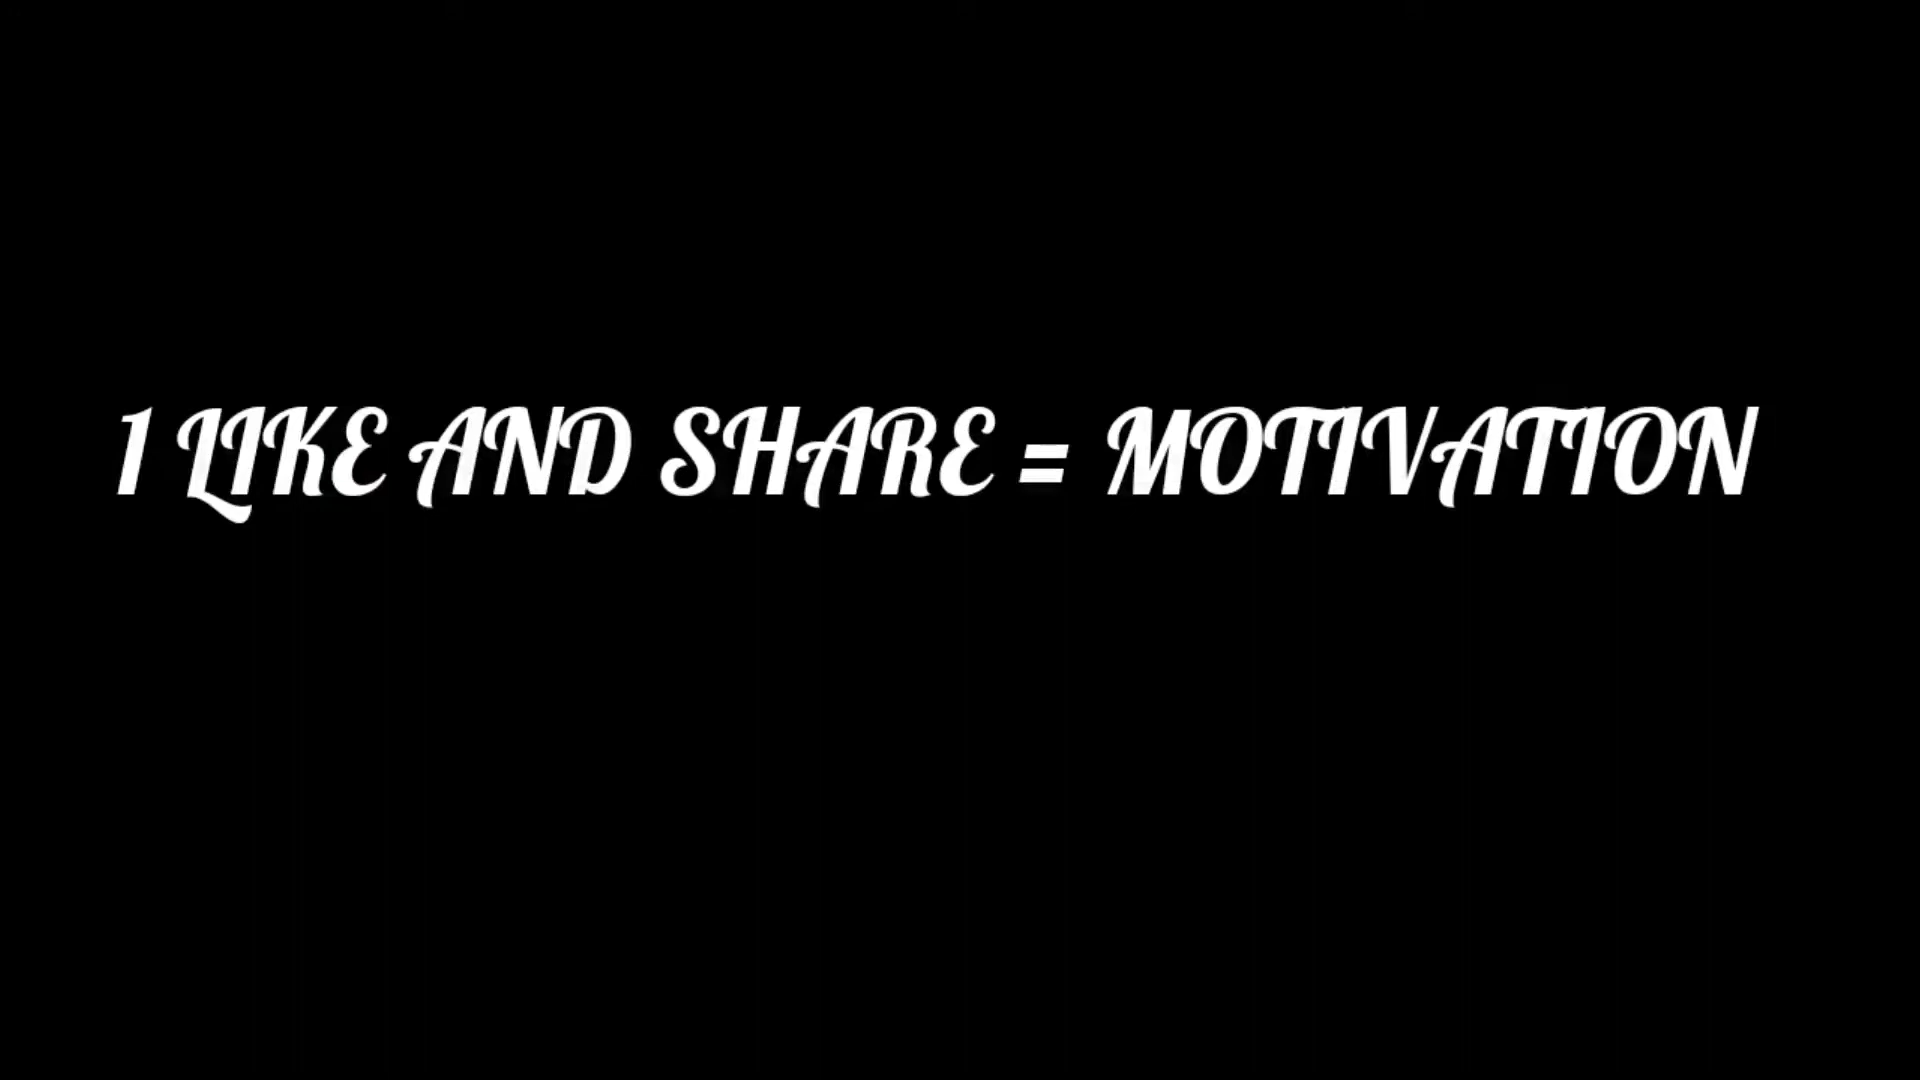 1 LIKE AND SHARE = MOTIVATION